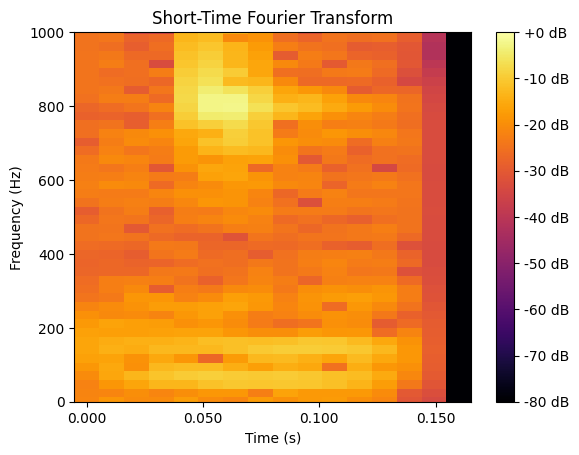 Short-Time Fourier Transform
1000
800
600
400
200
0
Frequency (Hz)
0.000
0.050
0.100
0.150
Time (s)
+0 dB
-10 dB
-20 dB
-30 dB
-40 dB
-50 dB
-60 dB
-70 dB
-80 dB